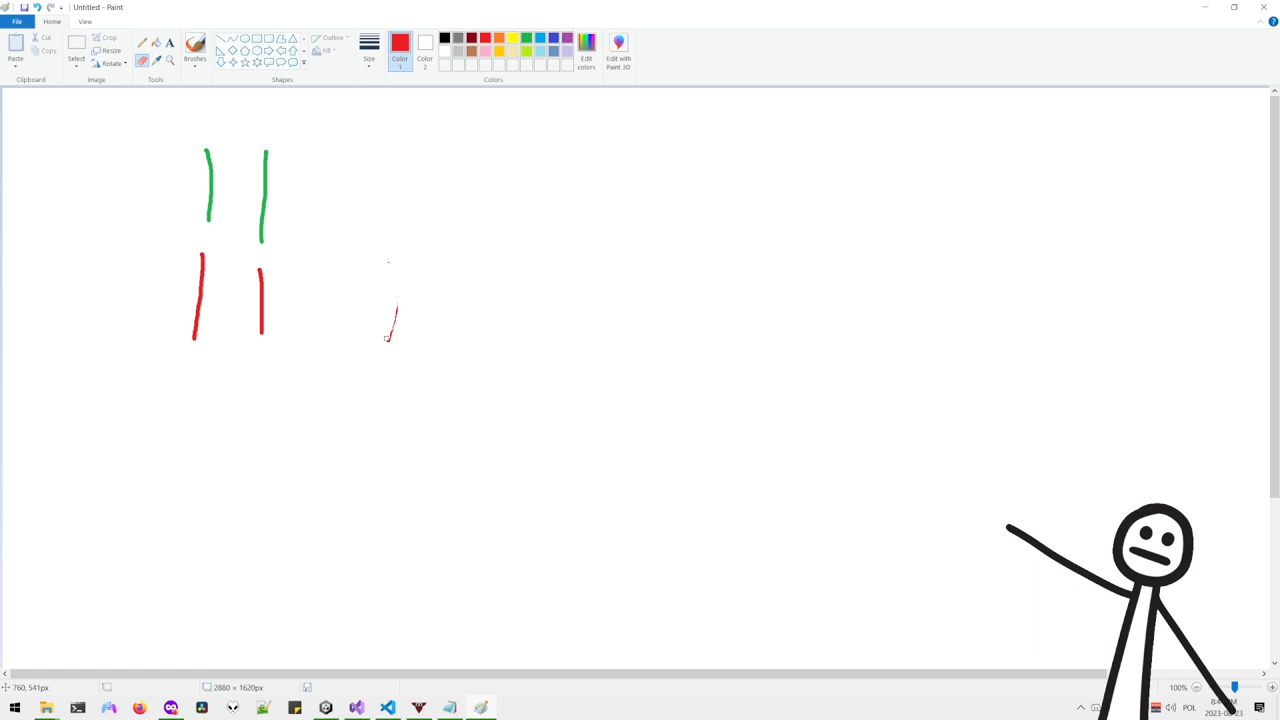 Untitled - Paint
File
Home
View
Paste
Cut
Copy
Clipboard
Select
Crop
Resize
Rotate
Image
Tools
Brushes
Shapes
Outline
Fill
Size
Color
1
Color
2
Colors
Edit
colors
Edit with
Paint 3D
760, 541px
2880 × 1620px
100%
POL